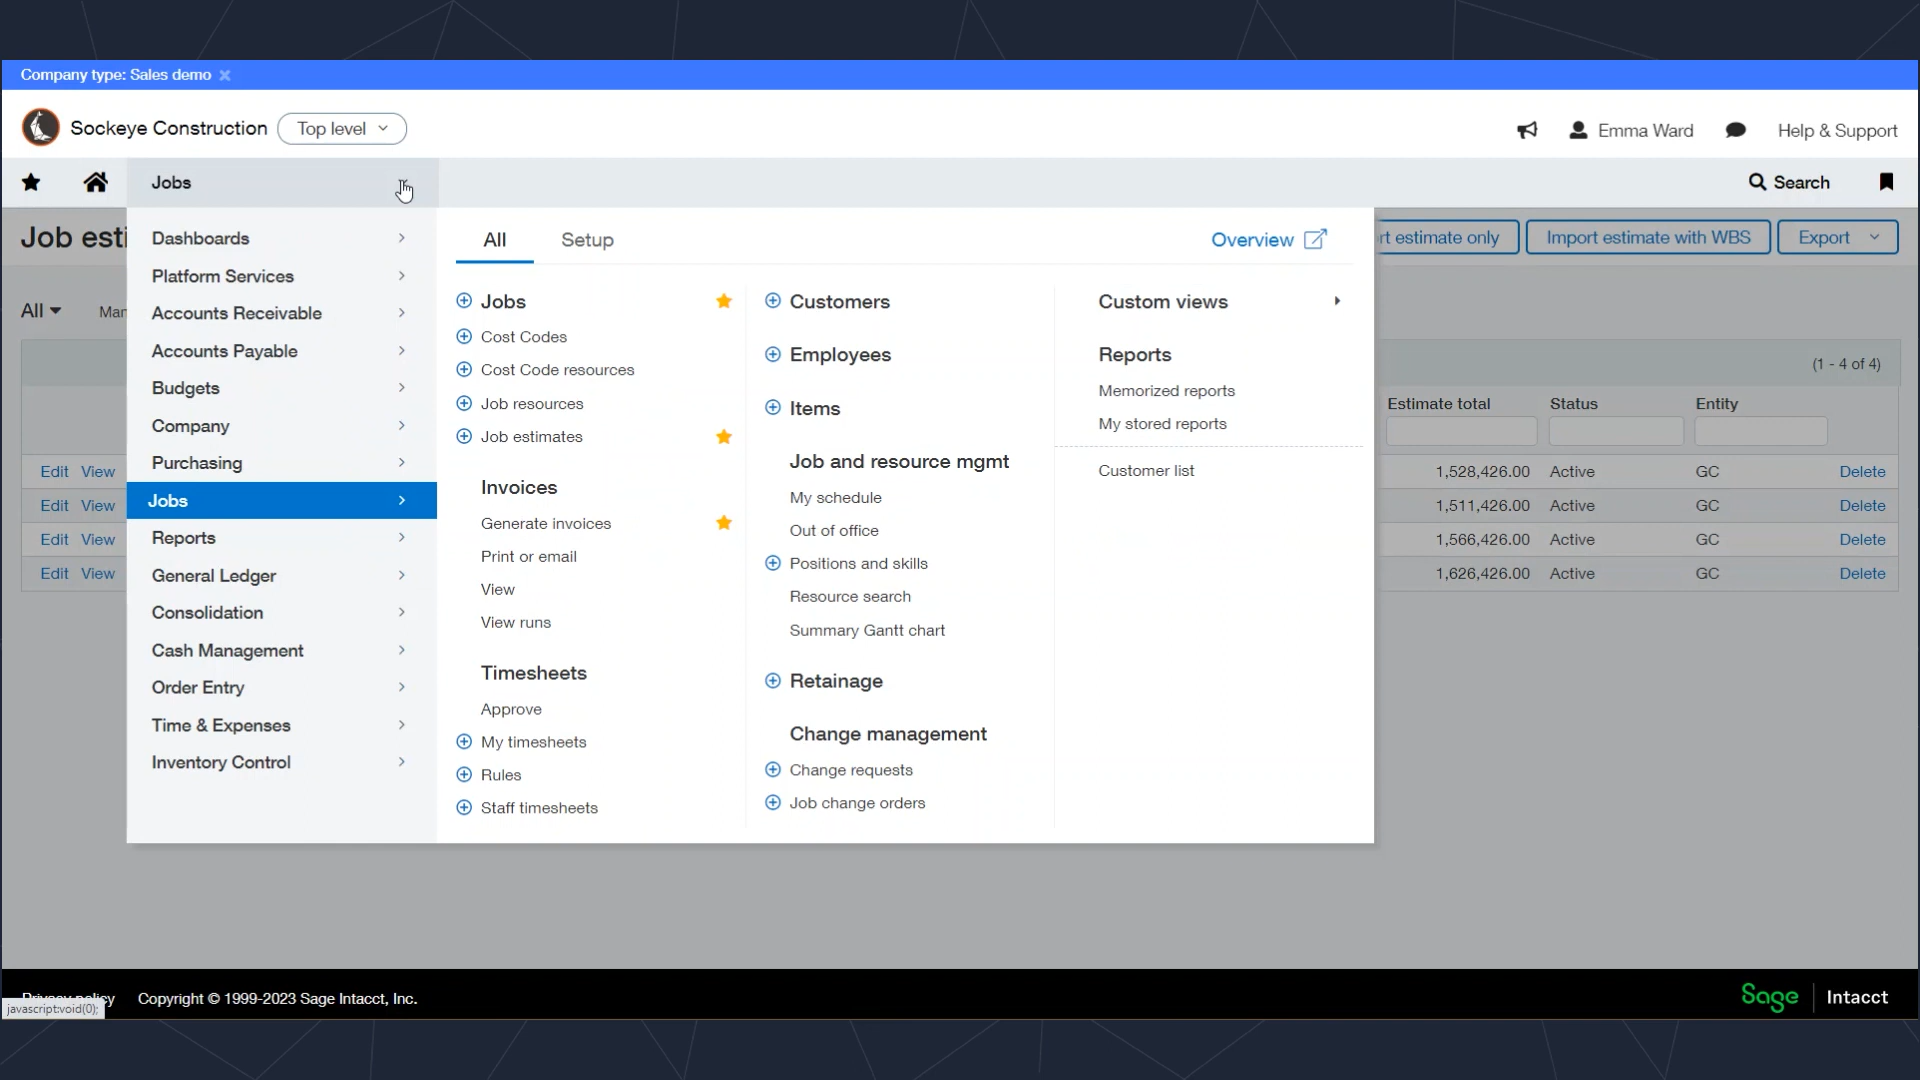 Company type: Sales demo
Sockeye Construction
Top level
Emma Ward
Help & Support
Jobs
Search
Job esti
rt estimate only
Import estimate with WBS
Export
All
Man
Dashboards
Platform Services
Accounts Receivable
Accounts Payable
Budgets
Company
Purchasing
Jobs
Reports
General Ledger
Consolidation
Cash Management
Order Entry
Time & Expenses
Inventory Control
All
Setup
Overview
Jobs
Cost Codes
Cost Code resources
Job resources
Job estimates
Invoices
Generate invoices
Print or email
View
View runs
Timesheets
Approve
My timesheets
Rules
Staff timesheets
Customers
Employees
Items
Job and resource mgmt
My schedule
Out of office
Positions and skills
Resource search
Summary Gantt chart
Retainage
Change management
Change requests
Job change orders
Custom views
Reports
Memorized reports
My stored reports
Customer list
(1 - 4 of 4)
Estimate total Status Entity
Edit View 1,528,426.00 Active GC Delete
Edit View 1,511,426.00 Active GC Delete
Edit View 1,566,426.00 Active GC Delete
Edit View 1,626,426.00 Active GC Delete
Privacy policy Copyright © 1999-2023 Sage Intacct, Inc.
javascript:void(0);
Sage Intacct